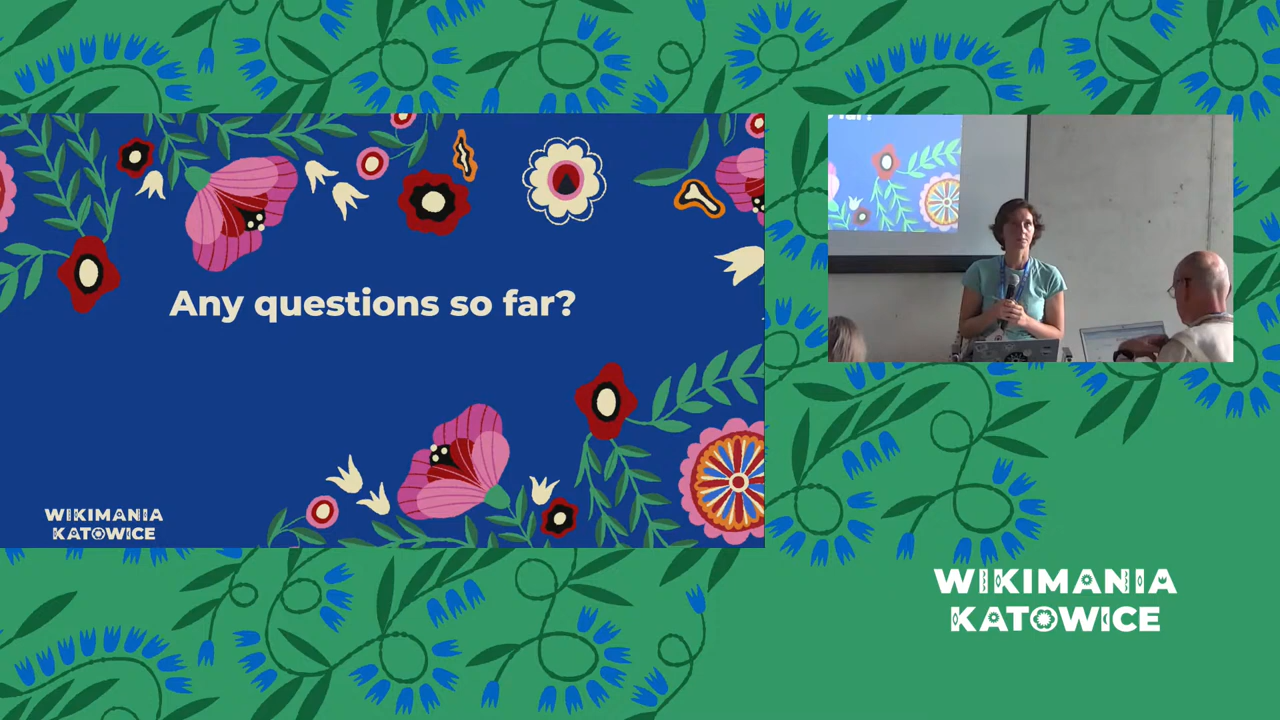 Any questions so far?
WIKIMANIA
KATOWICE
WIKIMANIA
KATOWICE